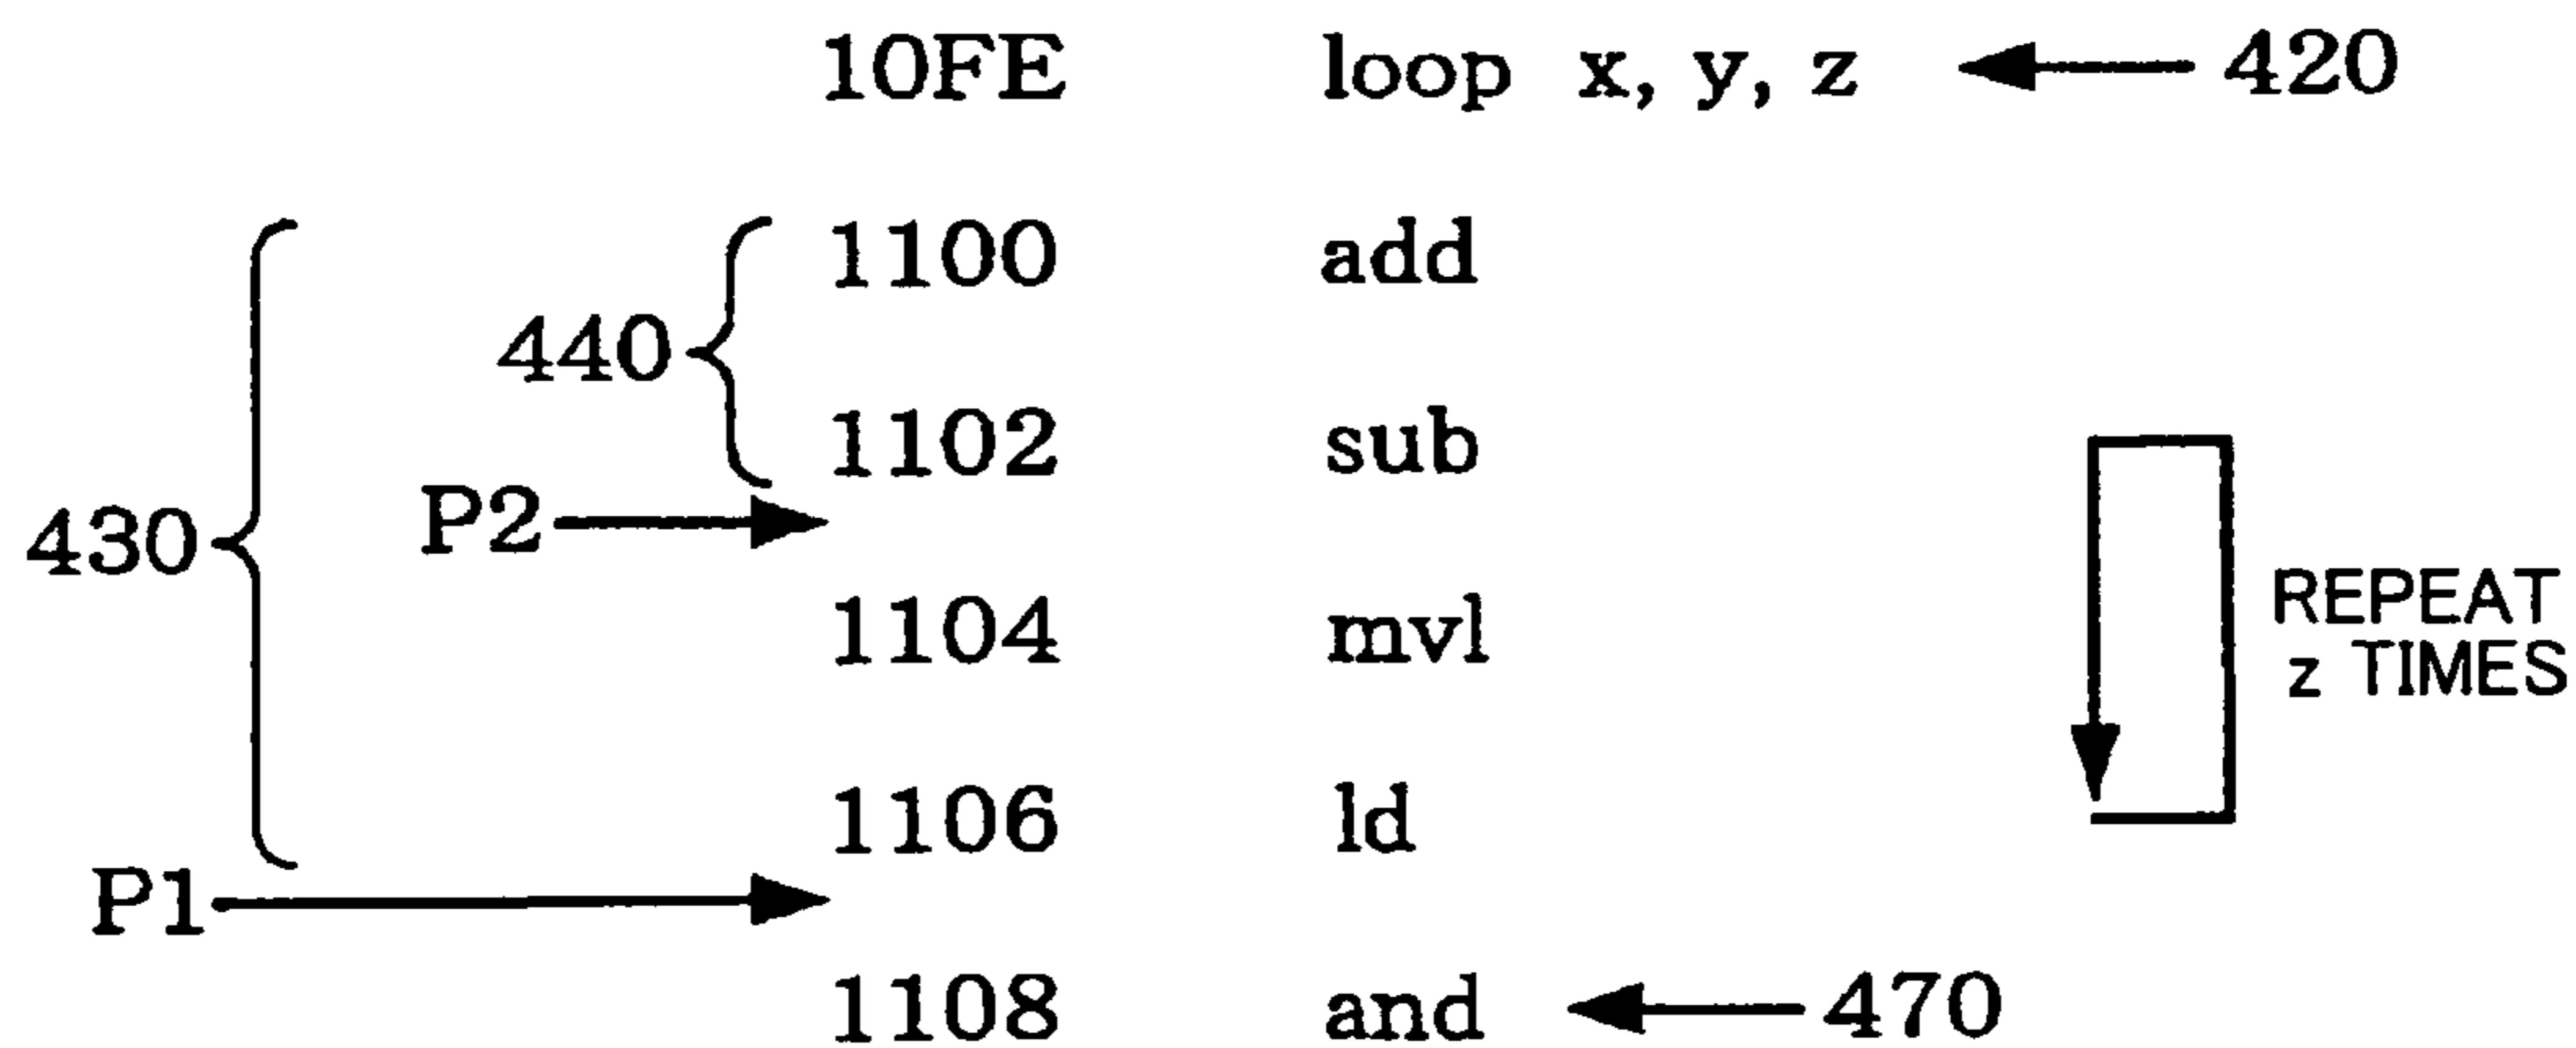 10FE loop x, y, z 420
1100 add
440
1102 sub
P2
430
1104 mvl
REPEAT
z TIMES
1106 ld
P1
1108 and 470